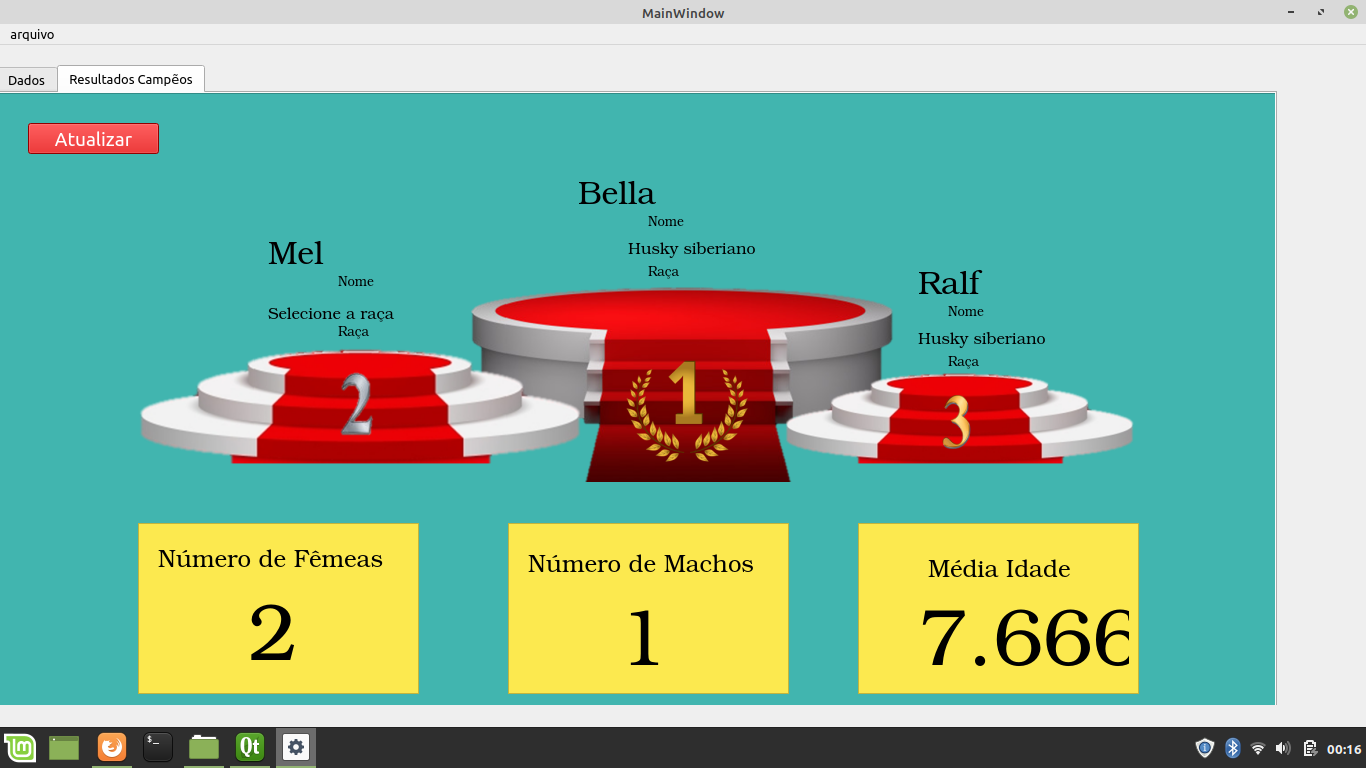 MainWindow
arquivo
Dados
Resultados Campẽos
Atualizar
Bella
Nome
Husky siberiano
Raça
Mel
Nome
Selecione a raça
Raça
Ralf
Nome
Husky siberiano
Raça
2
1
3
Número de Fêmeas
2
Número de Machos
1
Média Idade
7.666
Qt
00:16